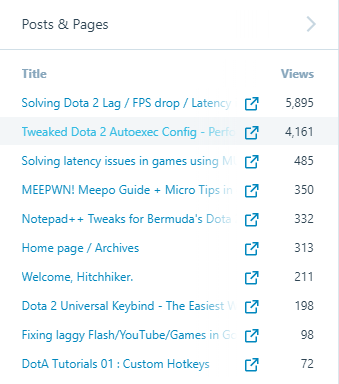 Posts & Pages
Title Views
Solving Dota 2 Lag / FPS drop / Latency 5,895
Tweaked Dota 2 Autoexec Config - Perfo 4,161
Solving latency issues in games using M 485
MEEPWN! Meepo Guide + Micro Tips in 350
Notepad++ Tweaks for Bermuda's Dota 332
Home page / Archives 313
Welcome, Hitchhiker. 211
Dota 2 Universal Keybind - The Easiest W 198
Fixing laggy Flash/YouTube/Games in Go 98
DotA Tutorials 01 : Custom Hotkeys 72